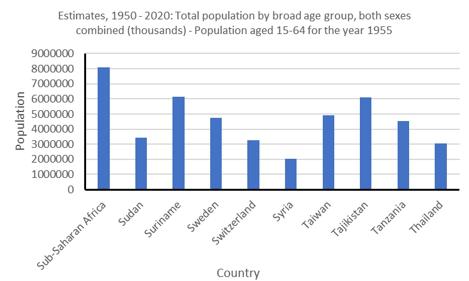 Estimates, 1950 - 2020: Total population by broad age group, both sexes
combined (thousands) - Population aged 15-64 for the year 1955
9000000
8000000
7000000
6000000
5000000
4000000
3000000
2000000
1000000
0
Population
Sub-Saharan Africa
Sudan
Suriname
Sweden
Switzerland
Syria
Taiwan
Tajikistan
Tanzania
Thailand
Country